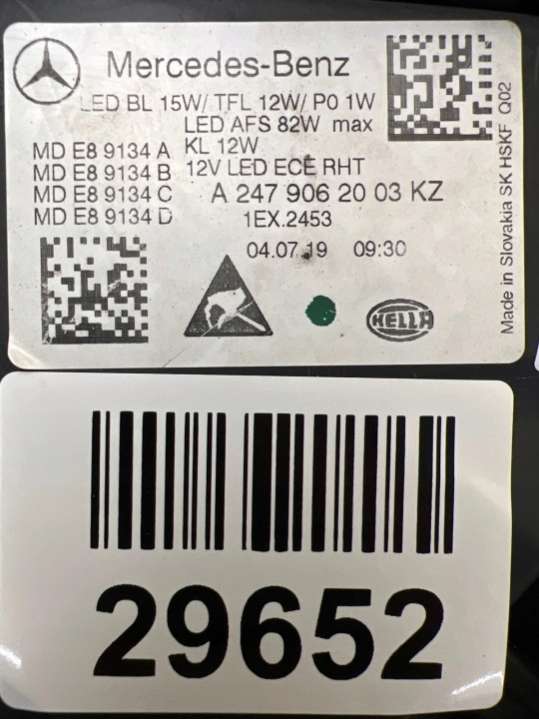 Mercedes-Benz
LED BL 15W/ TFL 12W/ PO 1W
LED AFS 82W max
MD E8 9134 A KL 12W
MD E8 9134 B 12V LED ECE RHT
MD E8 9134 C A 247 906 20 03 KZ
MD E8 9134 D 1EX.2453
04.07.19 09:30
HELLA
Made in Slovakia SK HSKF Q02
29652